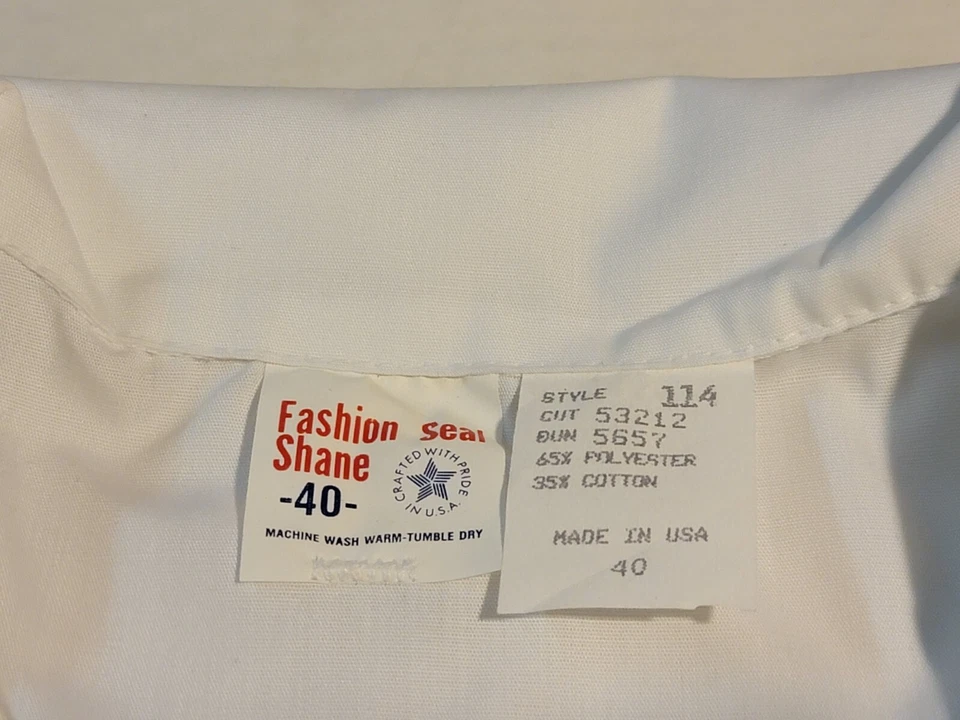 Fashion Seal
Shane
-40-
CRAFTED WITH PRIDE
IN U.S.A.
MACHINE WASH WARM-TUMBLE DRY
STYLE 114
CUT 53212
DUN 5657
65% POLYESTER
35% COTTON
MADE IN USA
40